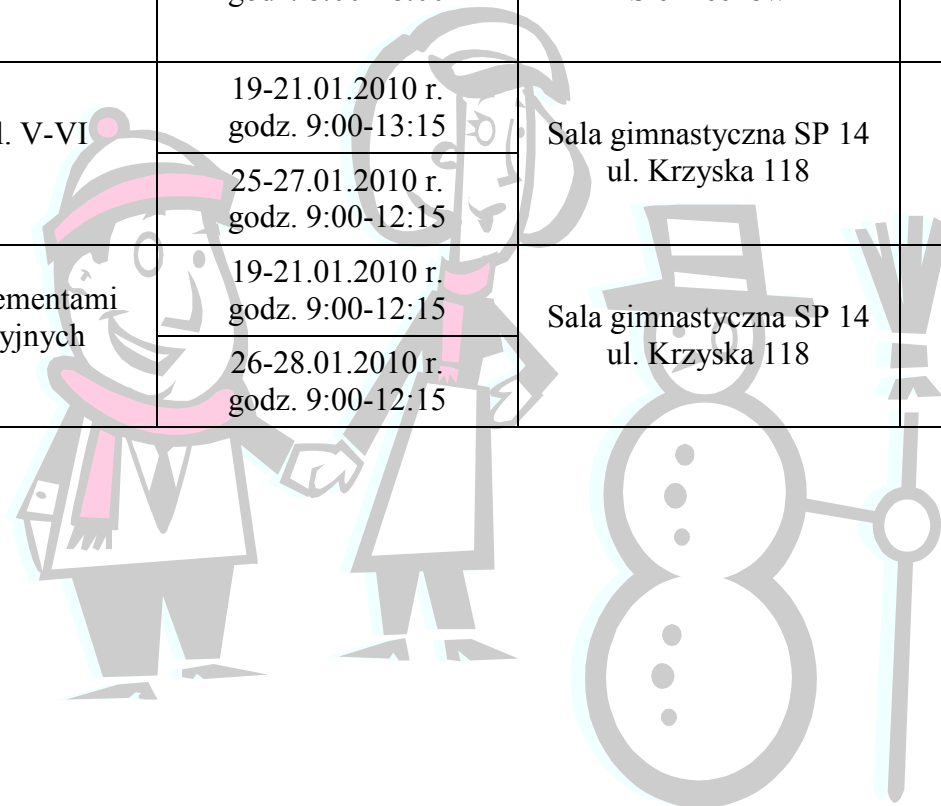 l. V-VI
19-21.01.2010 r.
godz. 9:00-13:15
25-27.01.2010 r.
godz. 9:00-12:15
Sala gimnastyczna SP 14
ul. Krzyska 118
ementami
yjnych
19-21.01.2010 r.
godz. 9:00-12:15
26-28.01.2010 r.
godz. 9:00-12:15
Sala gimnastyczna SP 14
ul. Krzyska 118